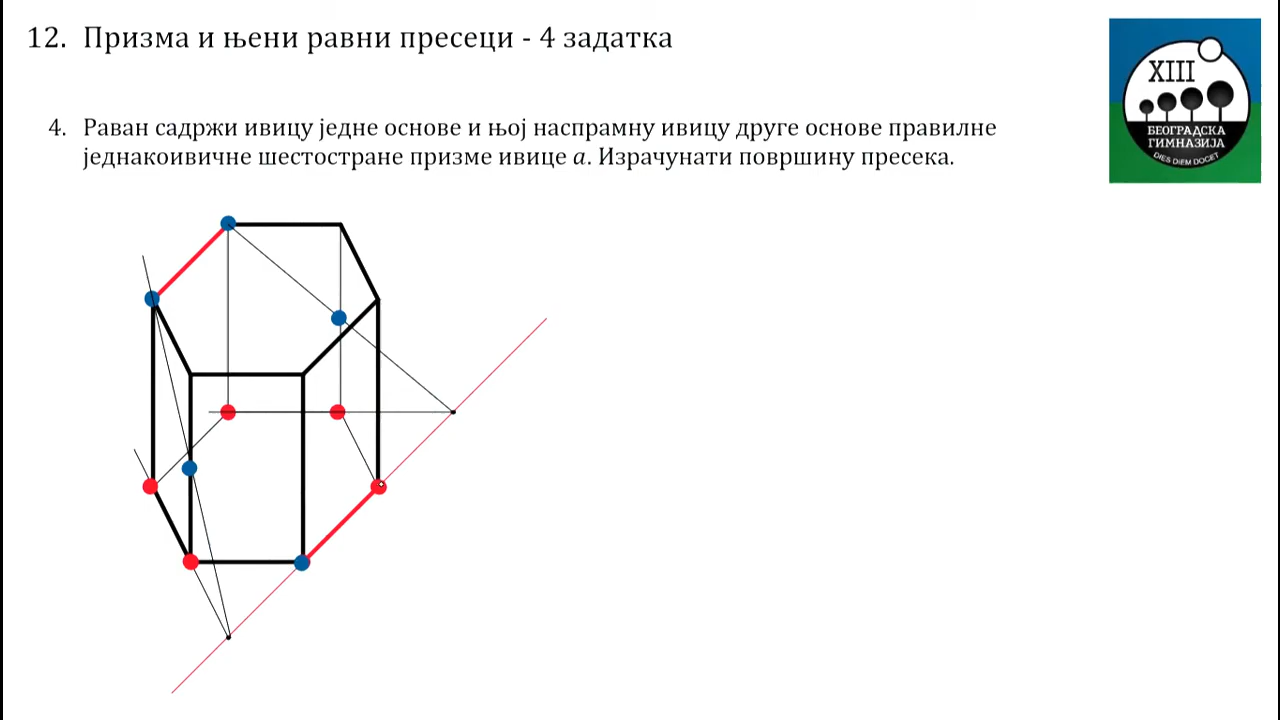 12. Призма и њени равни пресеци - 4 задатка
XIII
БЕОГРАДСКА
ГИМНАЗИЈА
DIES DIEM DOCET
4. Раван садржи ивицу једне основе и њој наспрамну ивицу друге основе правилне
једнакоивичне шестостране призме ивице a. Израчунати површину пресека.